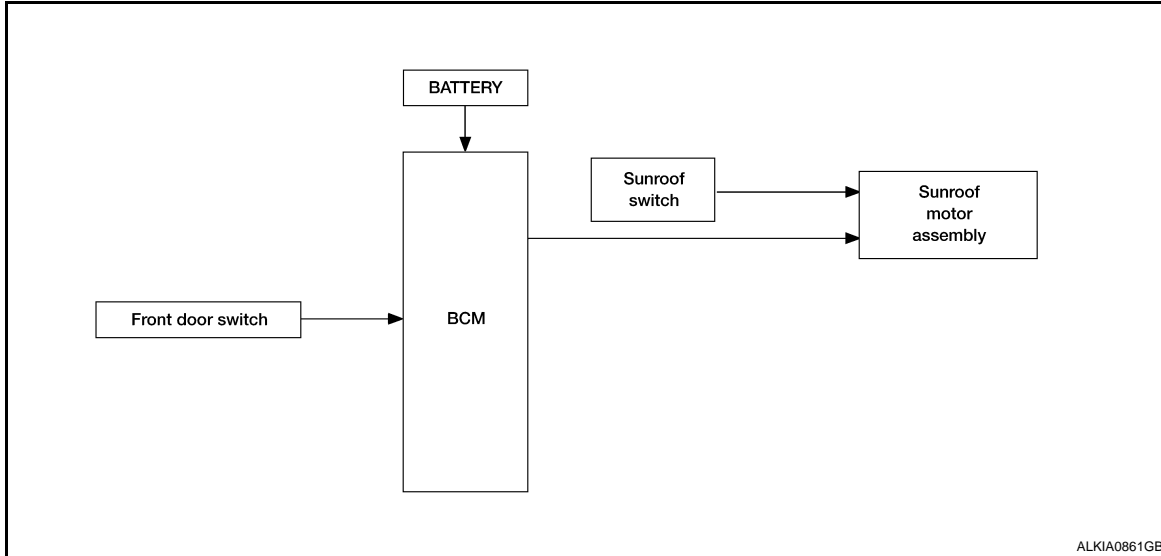 BATTERY
Sunroof
switch
Sunroof
motor
assembly
Front door switch
BCM
ALKIA0861GB